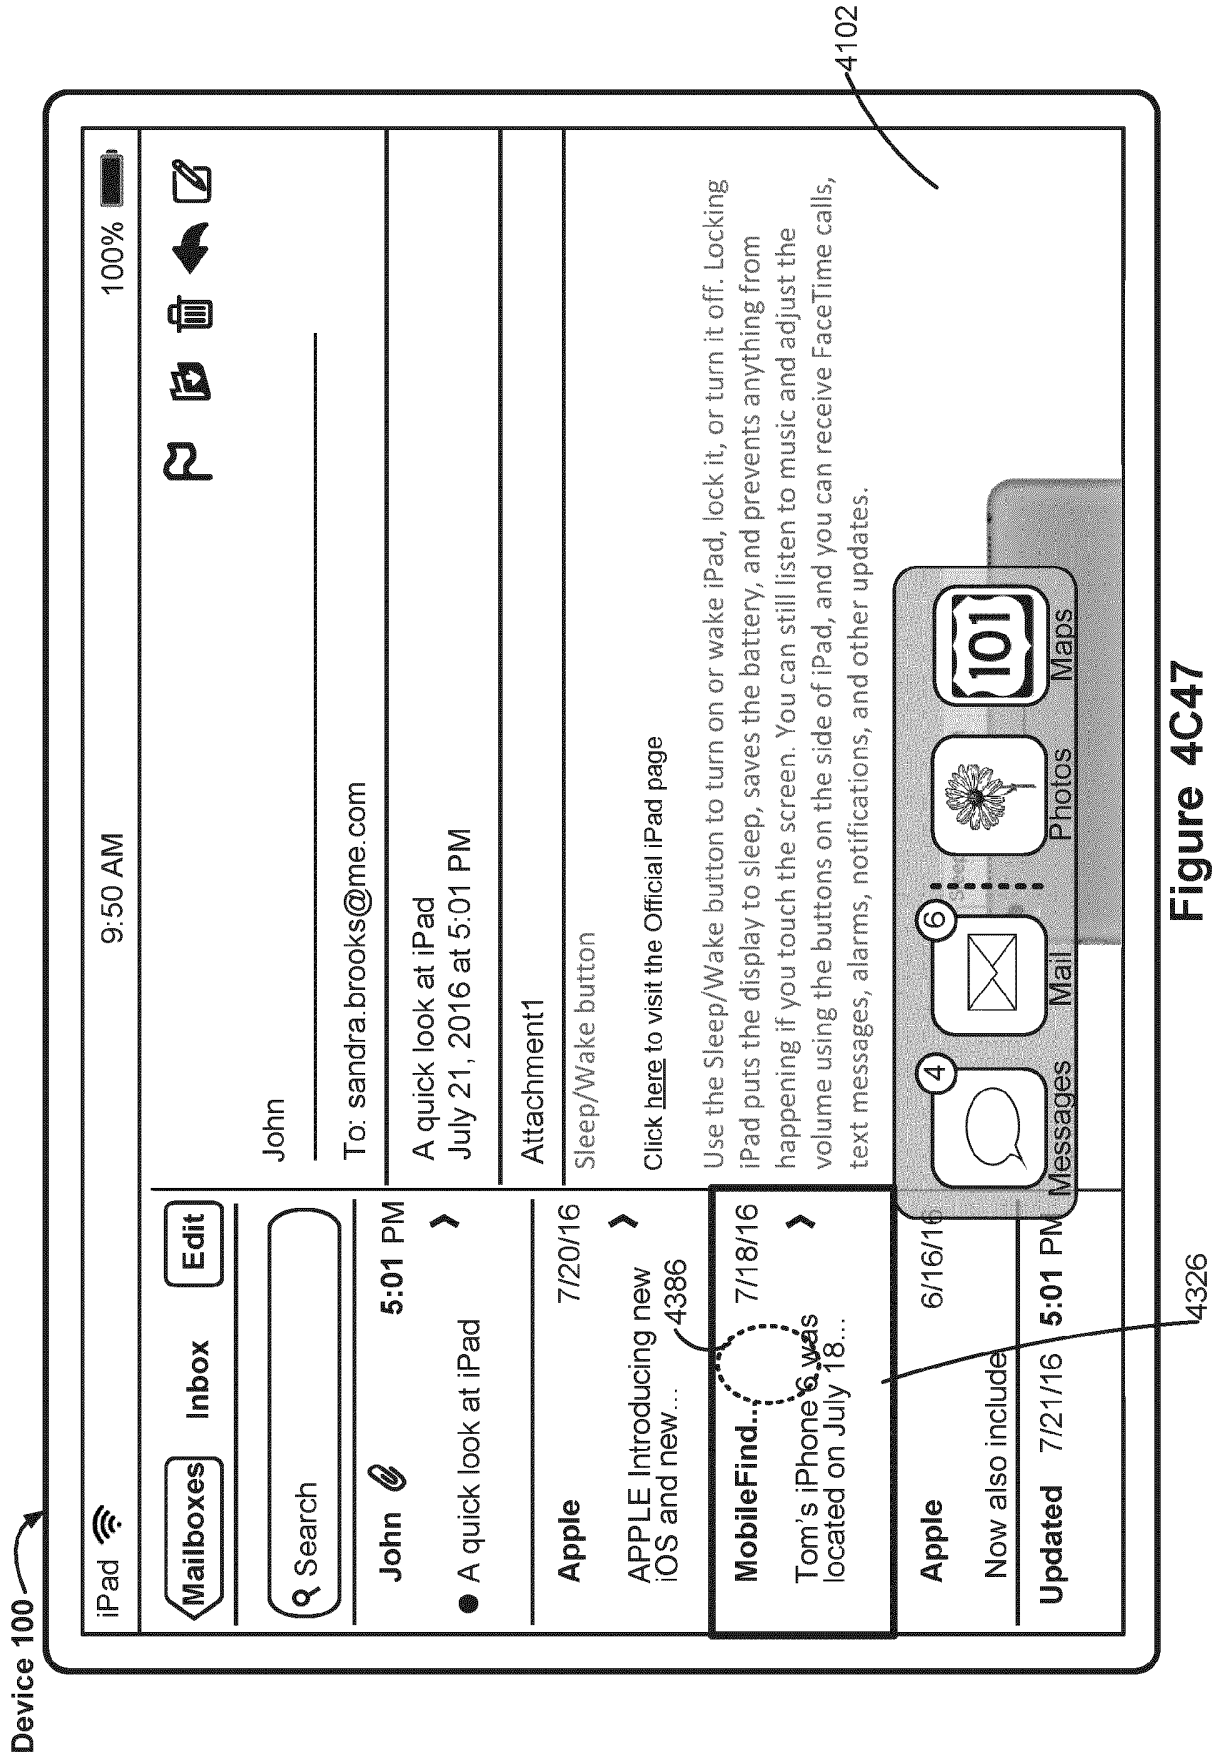 Device 100
iPad
9:50 AM
100%
Mailboxes
Inbox
Edit
Search
John
5:01 PM
A quick look at iPad
Apple
7/20/16
APPLE Introducing new
iOS and new...
4386
MobileFind...
7/18/16
Tom's iPhone 6 was
located on July 18...
Apple
6/16/16
Now also include
Updated 7/21/16 5:01 PM
John
To: sandra.brooks@me.com
A quick look at iPad
July 21, 2016 at 5:01 PM
Attachment1
Sleep/Wake button
Click here to visit the Official iPad page
Use the Sleep/Wake button to turn on or wake iPad, lock it, or turn it off. Locking
iPad puts the display to sleep, saves the battery, and prevents anything from
happening if you touch the screen. You can still listen to music and adjust the
volume using the buttons on the side of iPad, and you can receive FaceTime calls,
text messages, alarms, notifications, and other updates.
4
6
101
Messages
Mail
Photos
Maps
4102
4326
Figure 4C47